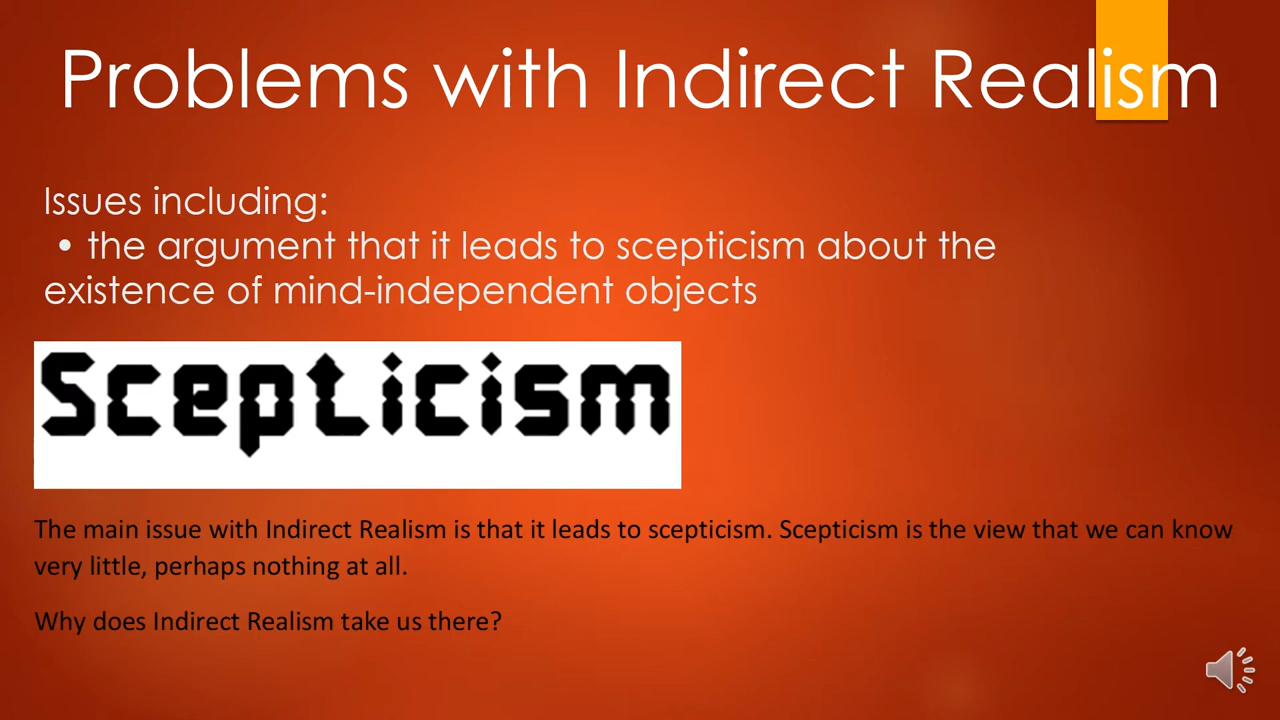 Problems with Indirect Realism
Issues including:
• the argument that it leads to scepticism about the
existence of mind-independent objects
Scepticism
The main issue with Indirect Realism is that it leads to scepticism. Scepticism is the view that we can know
very little, perhaps nothing at all.
Why does Indirect Realism take us there?